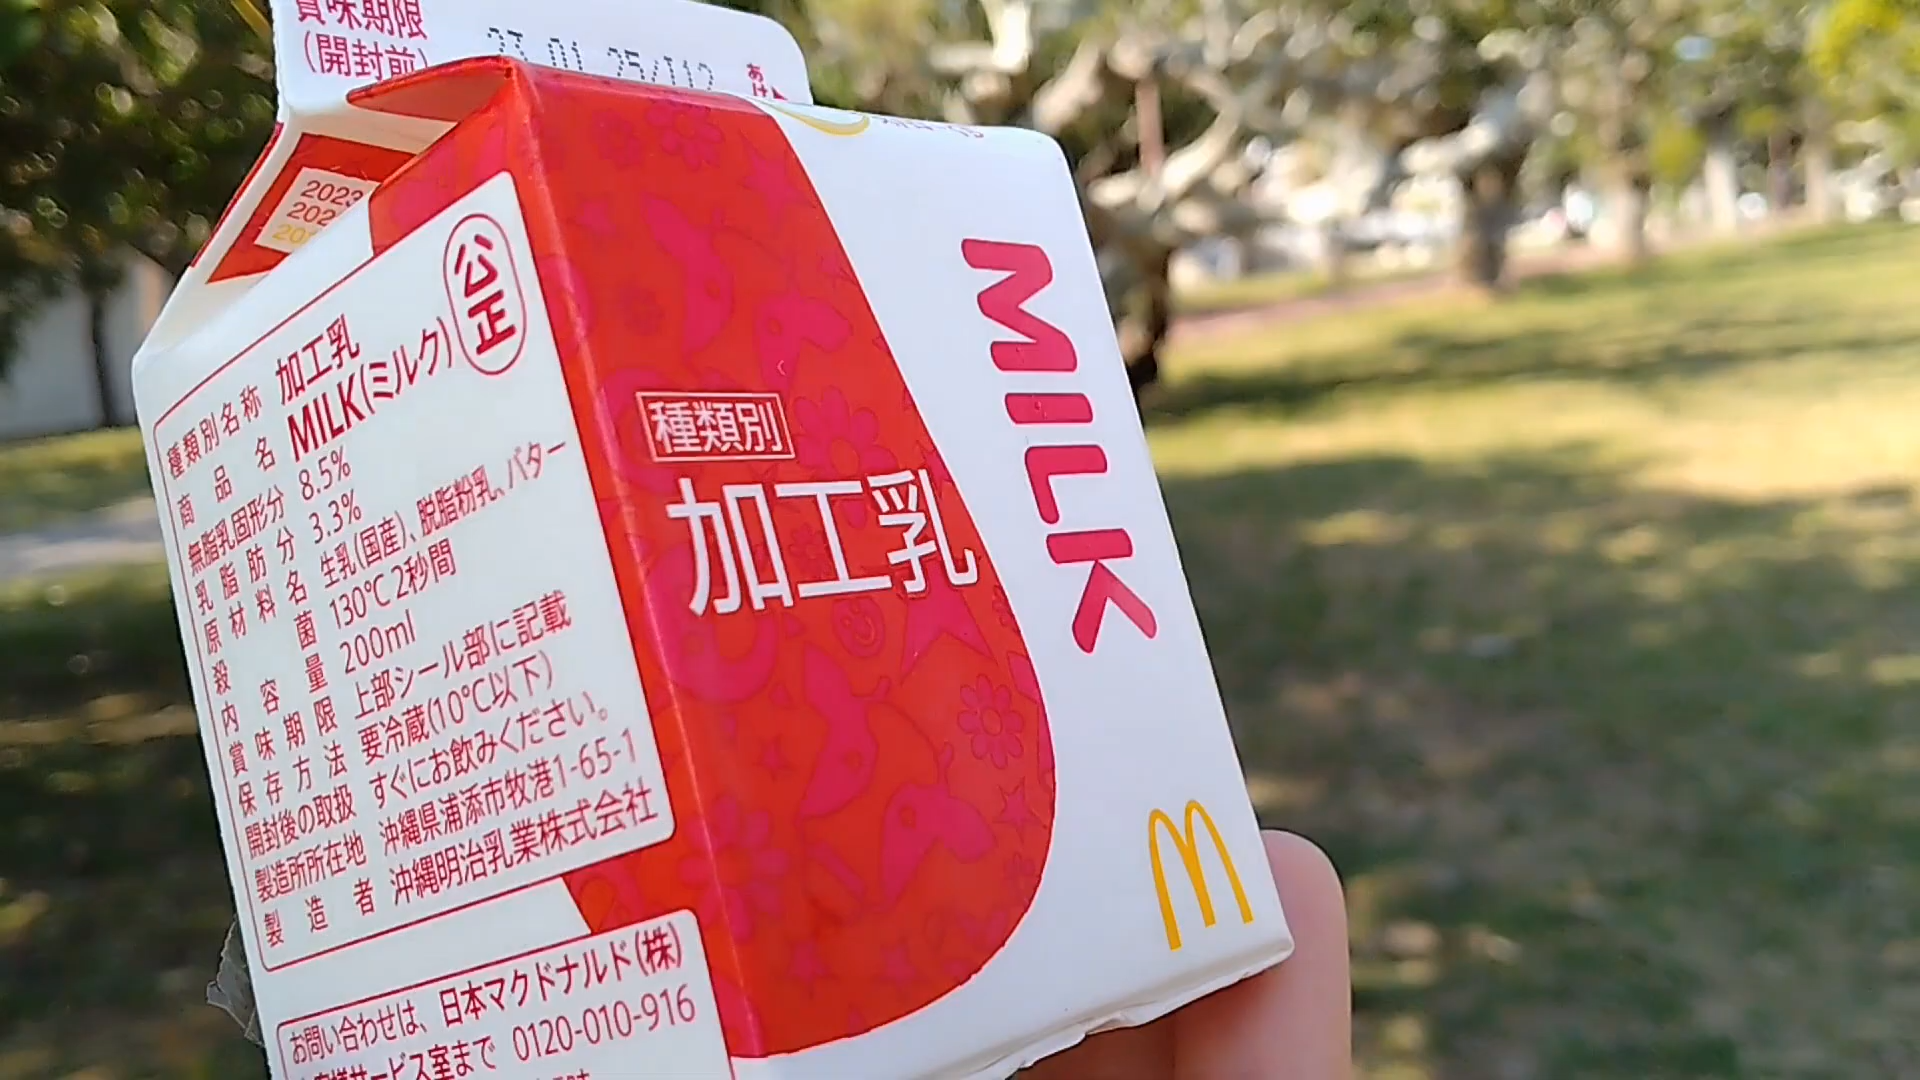 賞味期限
(開封前)
23.01.25/T12
あけ
2023
202
20
公正
種類別名称 加工乳
商品名 MILK(ミルク)
無脂乳固形分 8.5%
乳脂肪分 3.3%
原材料名 生乳(国産)、脱脂粉乳、バター
殺菌 130℃ 2秒間
内容量 200ml
賞味期限 上部シール部に記載
保存方法 要冷蔵(10℃以下)
開封後の取扱 すぐにお飲みください。
製造所所在地 沖縄県浦添市牧港1-65-1
製造者 沖縄明治乳業株式会社
お問い合わせは、日本マクドナルド(株)
サービス室まで 0120-010-916
種類別
加工乳
MILK
M